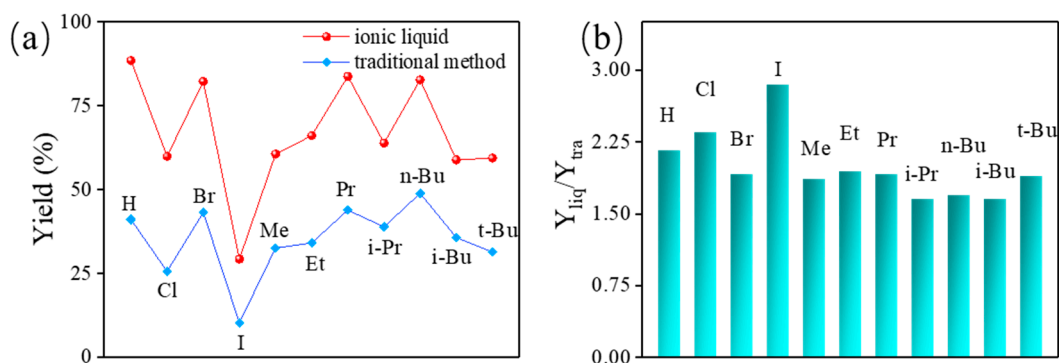 (a)
Yield (%)
100
75
50
25
0
ionic liquid
traditional method
H
Cl
Br
I
Me
Et
Pr
i-Pr
n-Bu
i-Bu
t-Bu
(b)
Yliq/Ytra
3.00
2.25
1.50
0.75
0.00
H
Cl
Br
I
Me
Et
Pr
i-Pr
n-Bu
i-Bu
t-Bu